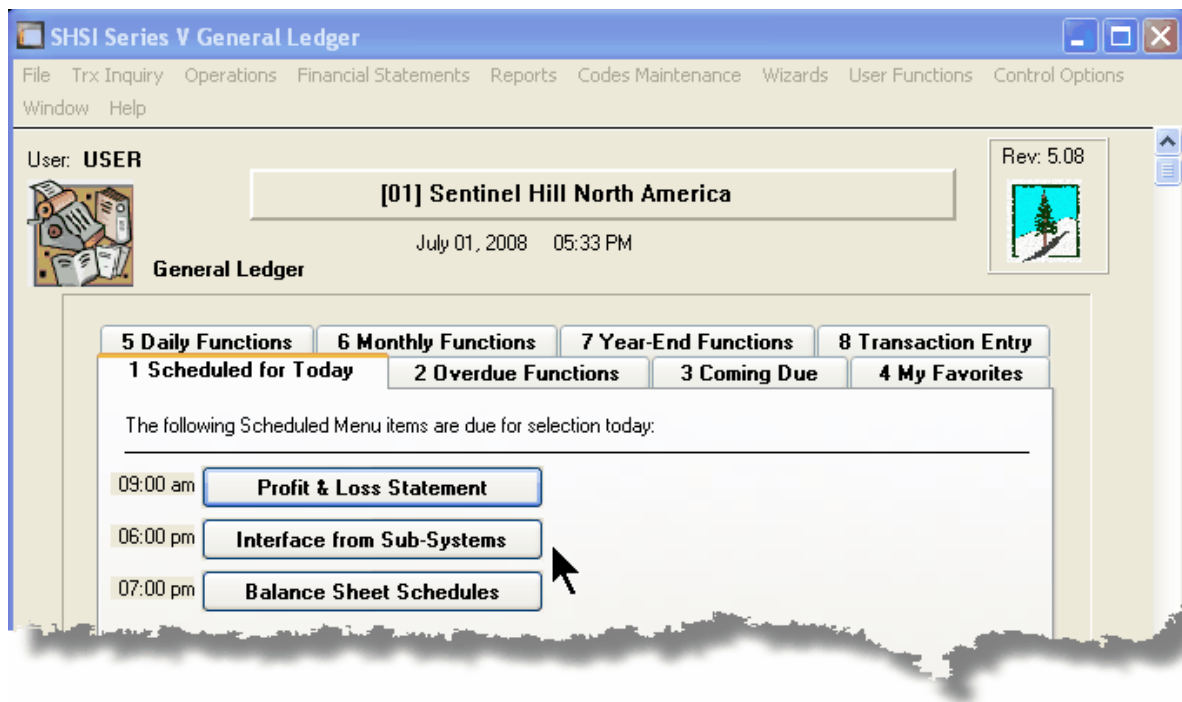 SHSI Series V General Ledger
File Trx Inquiry Operations Financial Statements Reports Codes Maintenance Wizards User Functions Control Options
Window Help
User: USER
Rev: 5.08
[01] Sentinel Hill North America
July 01, 2008 05:33 PM
General Ledger
5 Daily Functions 6 Monthly Functions 7 Year-End Functions 8 Transaction Entry
1 Scheduled for Today 2 Overdue Functions 3 Coming Due 4 My Favorites
The following Scheduled Menu items are due for selection today:
09:00 am Profit & Loss Statement
06:00 pm Interface from Sub-Systems
07:00 pm Balance Sheet Schedules